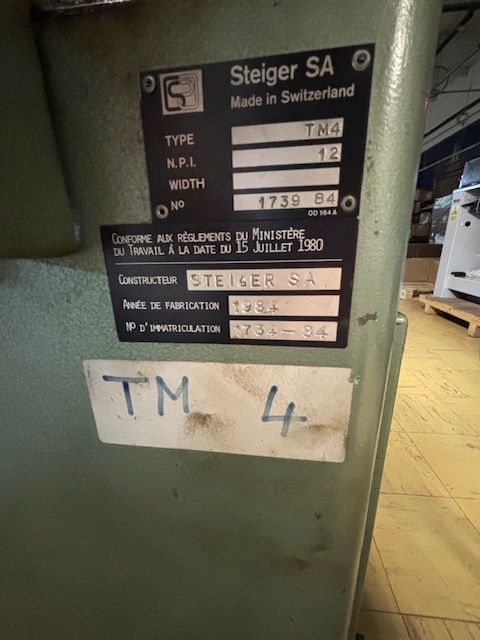 Steiger SA
Made in Switzerland
TYPE TM4
N.P.I. 12
WIDTH
No 1739 84
OD 164 A
CONFORME AUX RÈGLEMENTS DU MINISTÈRE
DU TRAVAIL À LA DATE DU 15 JUILLET 1980
CONSTRUCTEUR STEIGER SA
ANNÉE DE FABRICATION 1984
No D'IMMATRICULATION 1734-84
TM 4